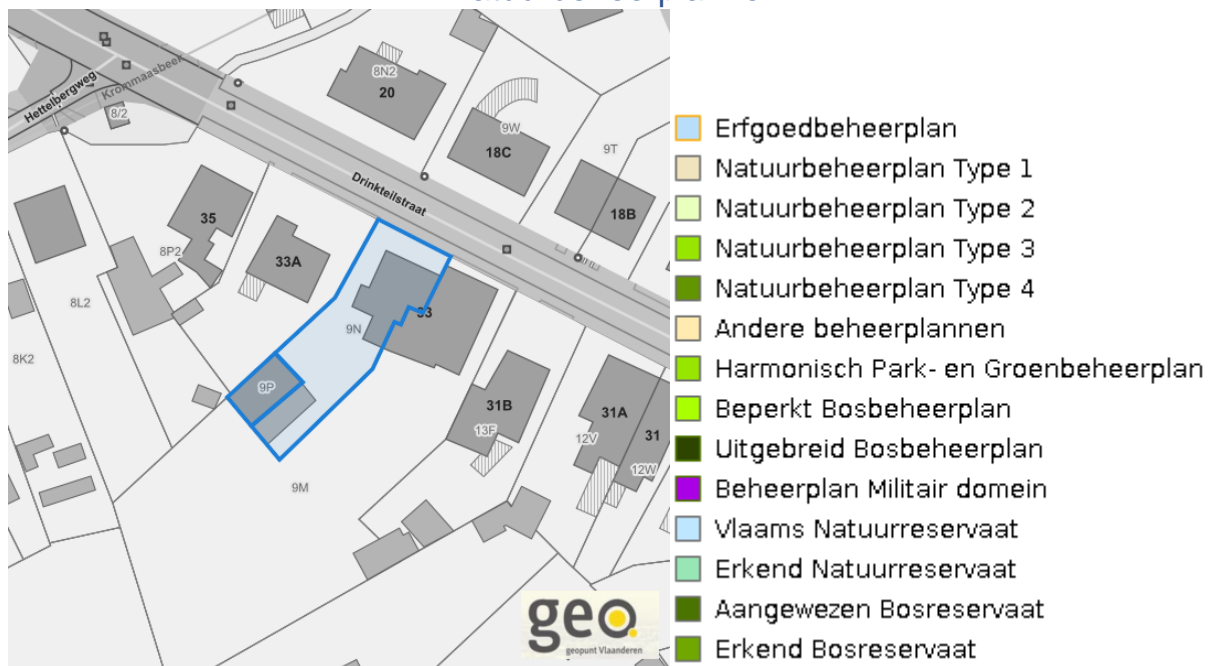 8N2
20
Krommaasbeek
Hettelbergweg
8/2
9W
18C
9T
Drinkteilstraat
18B
35
8P2
33A
8L2
9N
33
8K2
9P
31B
13F
31A
12V
31
12W
9M
geo
geopunt Vlaanderen
Erfgoedbeheerplan
Natuurbeheerplan Type 1
Natuurbeheerplan Type 2
Natuurbeheerplan Type 3
Natuurbeheerplan Type 4
Andere beheerplannen
Harmonisch Park- en Groenbeheerplan
Beperkt Bosbeheerplan
Uitgebreid Bosbeheerplan
Beheerplan Militair domein
Vlaams Natuurreservaat
Erkend Natuurreservaat
Aangewezen Bosreservaat
Erkend Bosreservaat